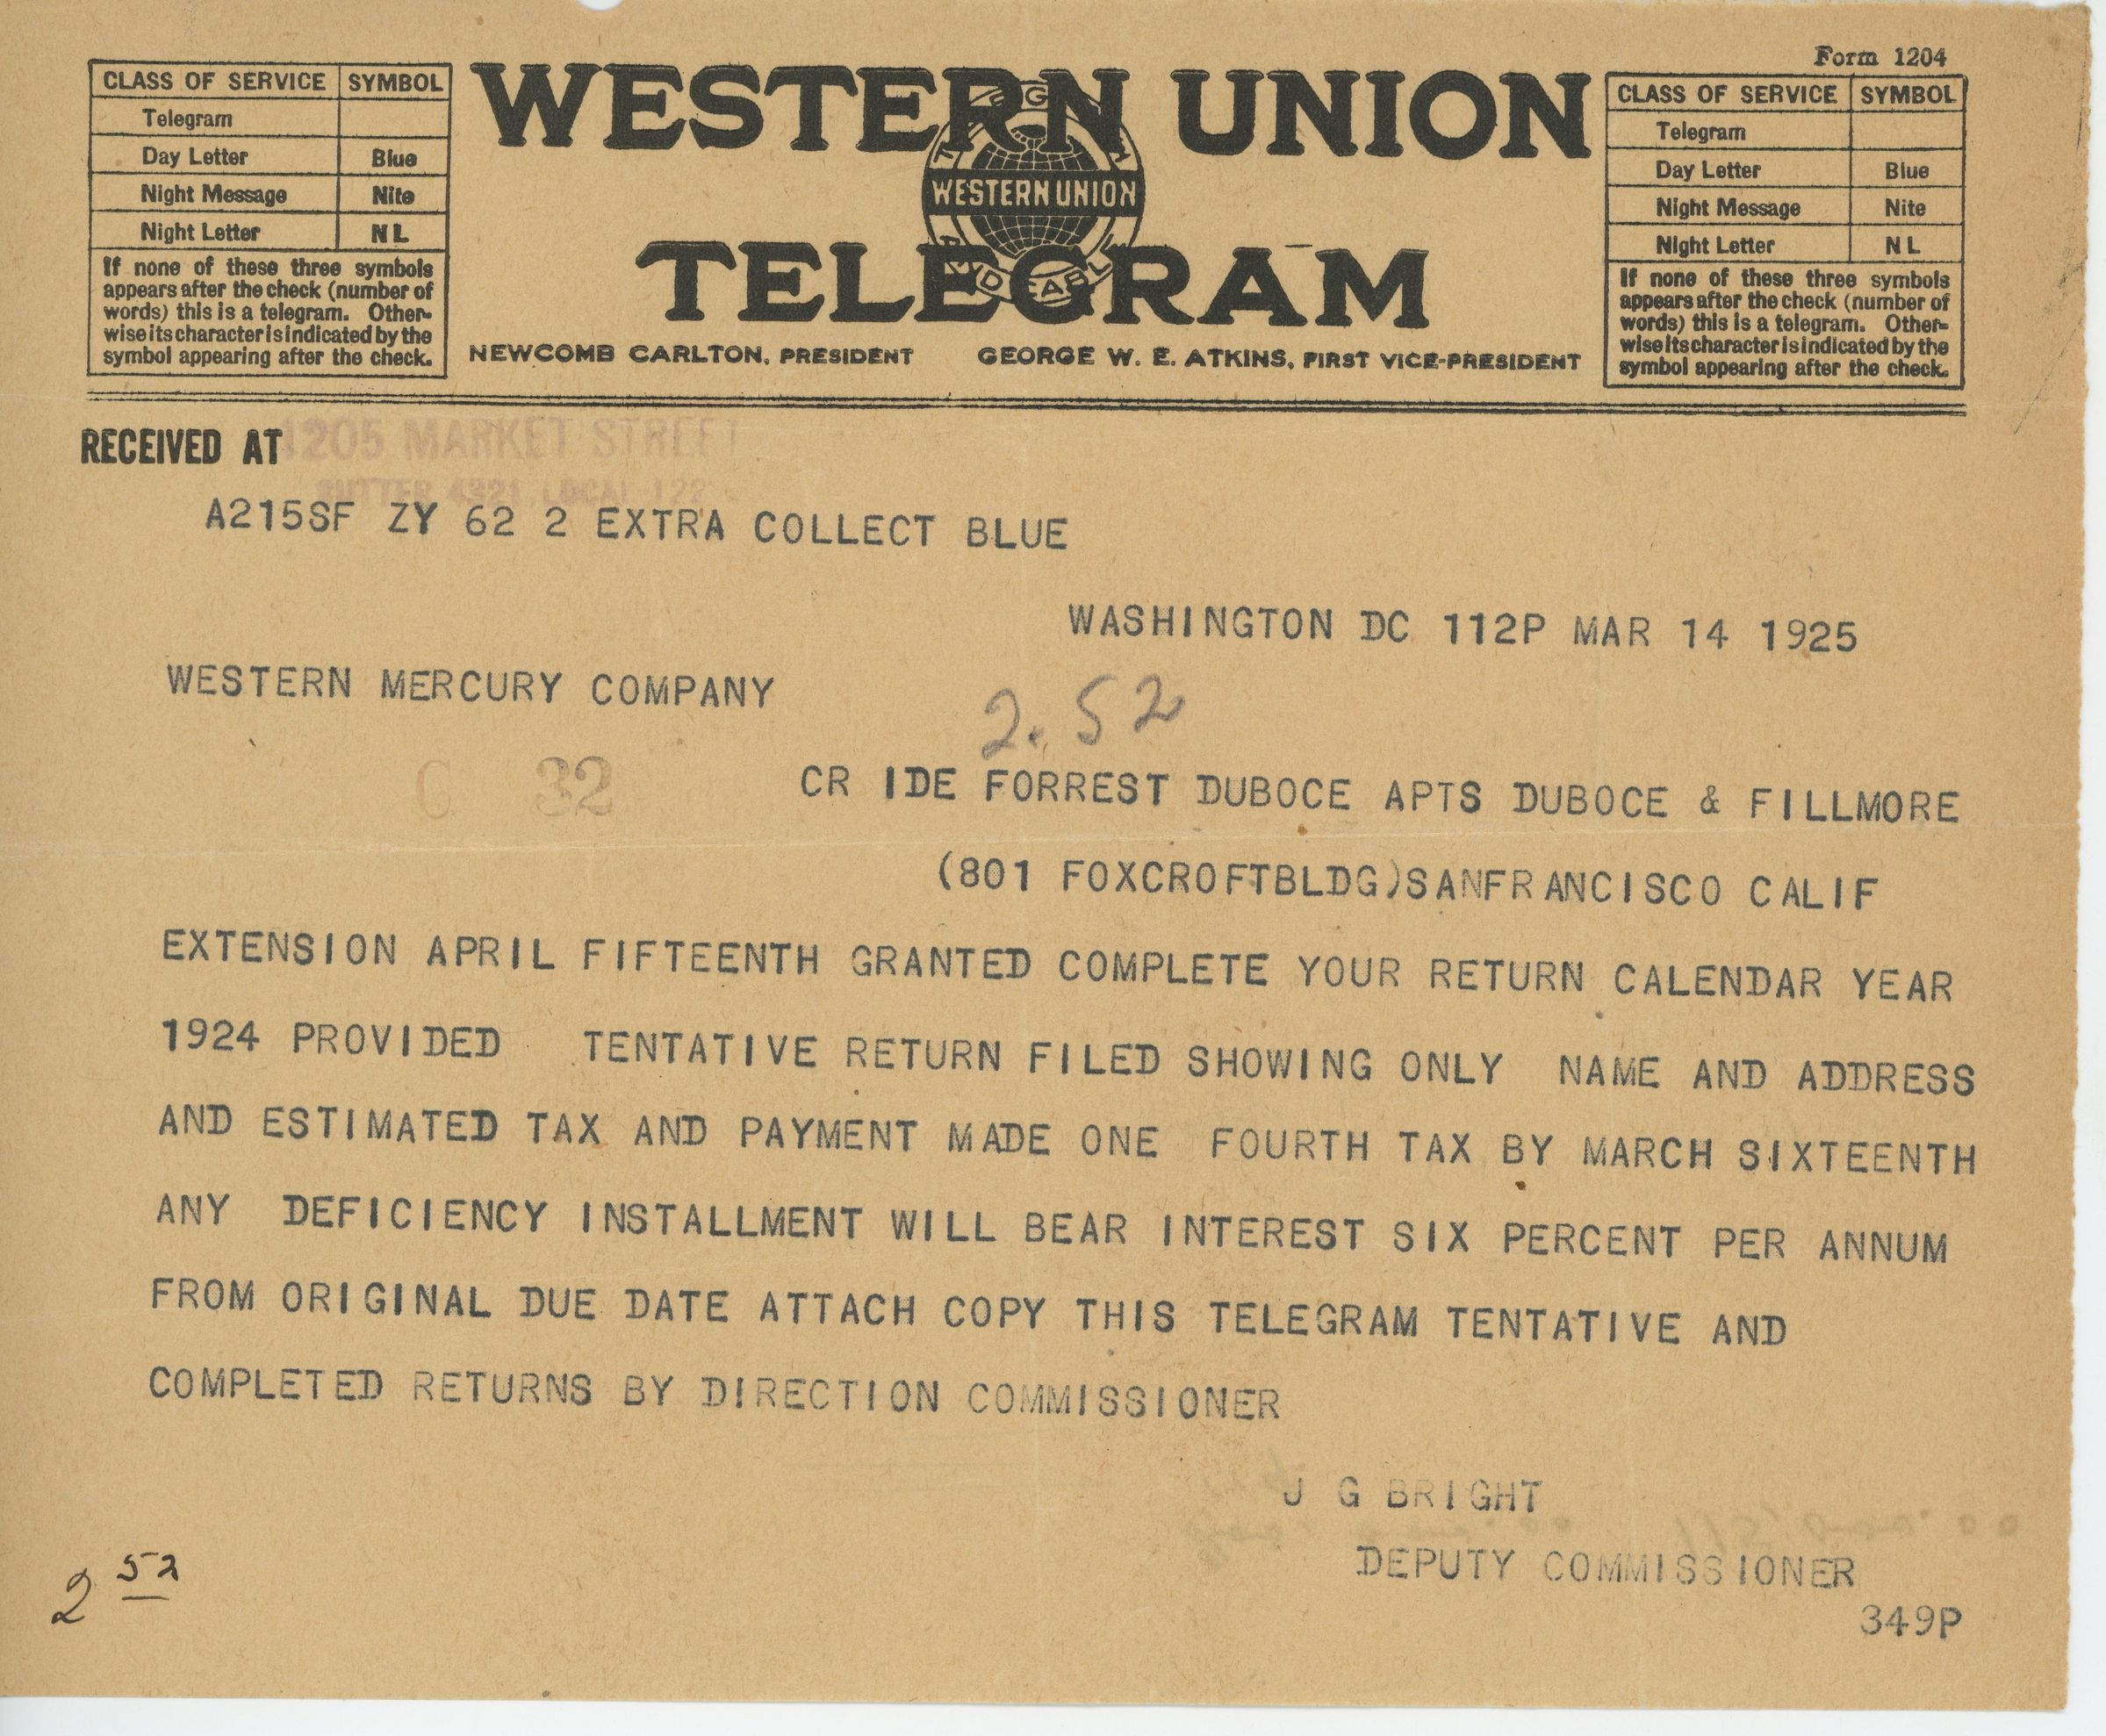 Form 1204
CLASS OF SERVICE SYMBOL
Telegram
Day Letter Blue
Night Message Nite
Night Letter N L
If none of these three symbols
appears after the check (number of
words) this is a telegram. Other-
wise its character is indicated by the
symbol appearing after the check.
WESTERN UNION
WESTERN UNION
TELEGRAM
NEWCOMB CARLTON, PRESIDENT GEORGE W. E. ATKINS, FIRST VICE-PRESIDENT
CLASS OF SERVICE SYMBOL
Telegram
Day Letter Blue
Night Message Nite
Night Letter N L
If none of these three symbols
appears after the check (number of
words) this is a telegram. Other-
wise its character is indicated by the
symbol appearing after the check.
RECEIVED AT 1205 MARKET STREET
SUTTER 4321 LOCAL 122
A215SF ZY 62 2 EXTRA COLLECT BLUE
WASHINGTON DC 112P MAR 14 1925
WESTERN MERCURY COMPANY
2.52
C 32
CR IDE FORREST DUBOCE APTS DUBOCE & FILLMORE
(801 FOXCROFTBLDG)SANFRANCISCO CALIF
EXTENSION APRIL FIFTEENTH GRANTED COMPLETE YOUR RETURN CALENDAR YEAR
1924 PROVIDED TENTATIVE RETURN FILED SHOWING ONLY NAME AND ADDRESS
AND ESTIMATED TAX AND PAYMENT MADE ONE FOURTH TAX BY MARCH SIXTEENTH
ANY DEFICIENCY INSTALLMENT WILL BEAR INTEREST SIX PERCENT PER ANNUM
FROM ORIGINAL DUE DATE ATTACH COPY THIS TELEGRAM TENTATIVE AND
COMPLETED RETURNS BY DIRECTION COMMISSIONER
J G BRIGHT
DEPUTY COMMISSIONER
349P
2 52